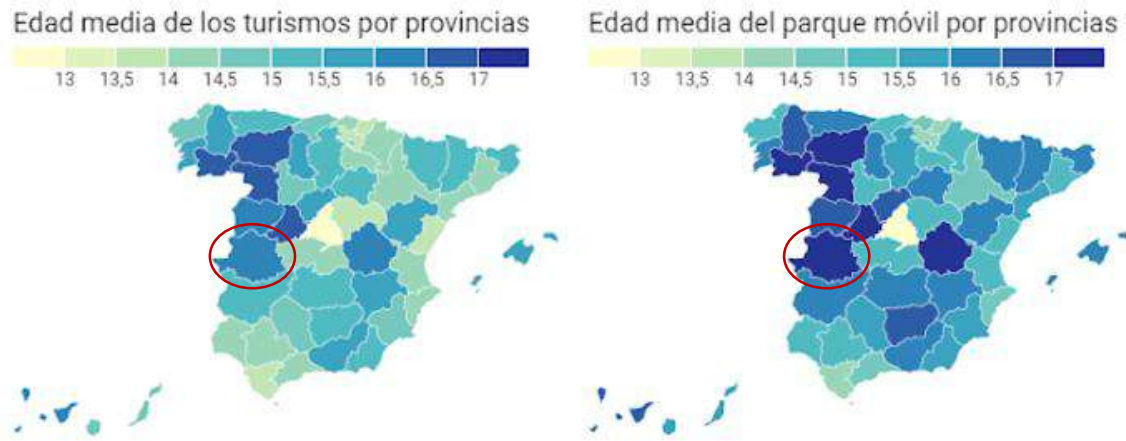 Edad media de los turismos por provincias
13 13,5 14 14,5 15 15,5 16 16,5 17
Edad media del parque móvil por provincias
13 13,5 14 14,5 15 15,5 16 16,5 17